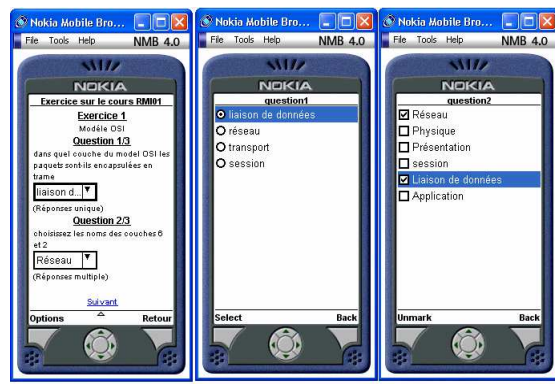 Nokia Mobile Bro...
File Tools Help NMB 4.0
NOKIA
Exercice sur le cours RMI01
Exercice 1
Modèle OSI
Question 1/3
dans quel couche du model OSI les
paquets sont-ils encapsulées en
trame
liaison d...
(Réponses unique)
Question 2/3
choisissez les noms des couches 6
et 2
Réseau
(Réponses multiple)
Suivant
Options Retour
Nokia Mobile Bro...
File Tools Help NMB 4.0
NOKIA
question1
liaison de données
réseau
transport
session
Select Back
Nokia Mobile Bro...
File Tools Help NMB 4.0
NOKIA
question2
Réseau
Physique
Présentation
session
Liaison de données
Application
Unmark Back